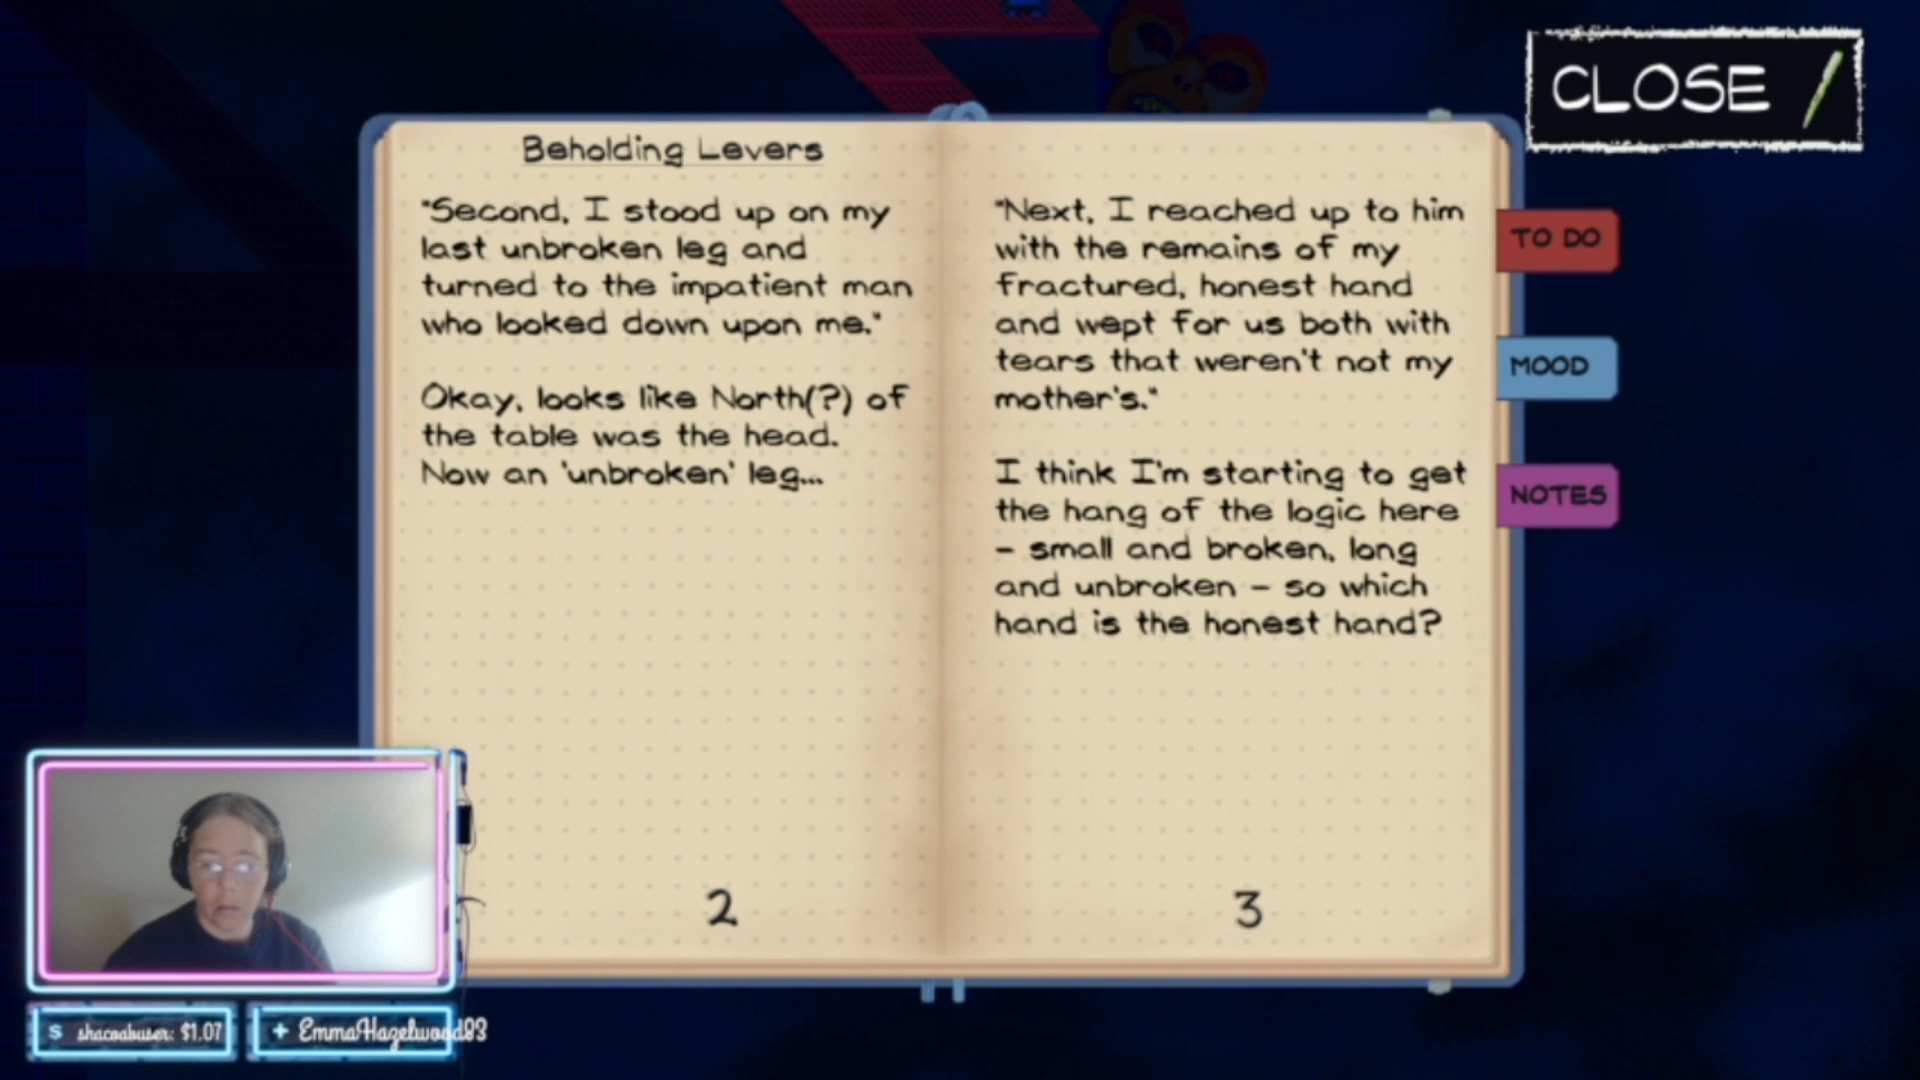 CLOSE
Beholding Levers
"Second, I stood up on my
last unbroken leg and
turned to the impatient man
who looked down upon me."
Okay, looks like North(?) of
the table was the head.
Now an 'unbroken' leg...
2
"Next, I reached up to him
with the remains of my
fractured, honest hand
and wept for us both with
tears that weren't not my
mother's."
I think I'm starting to get
the hang of the logic here
- small and broken, long
and unbroken - so which
hand is the honest hand?
3
TO DO
MOOD
NOTES
S shacoabuser: $1.07
+ EmmaHazelwood83